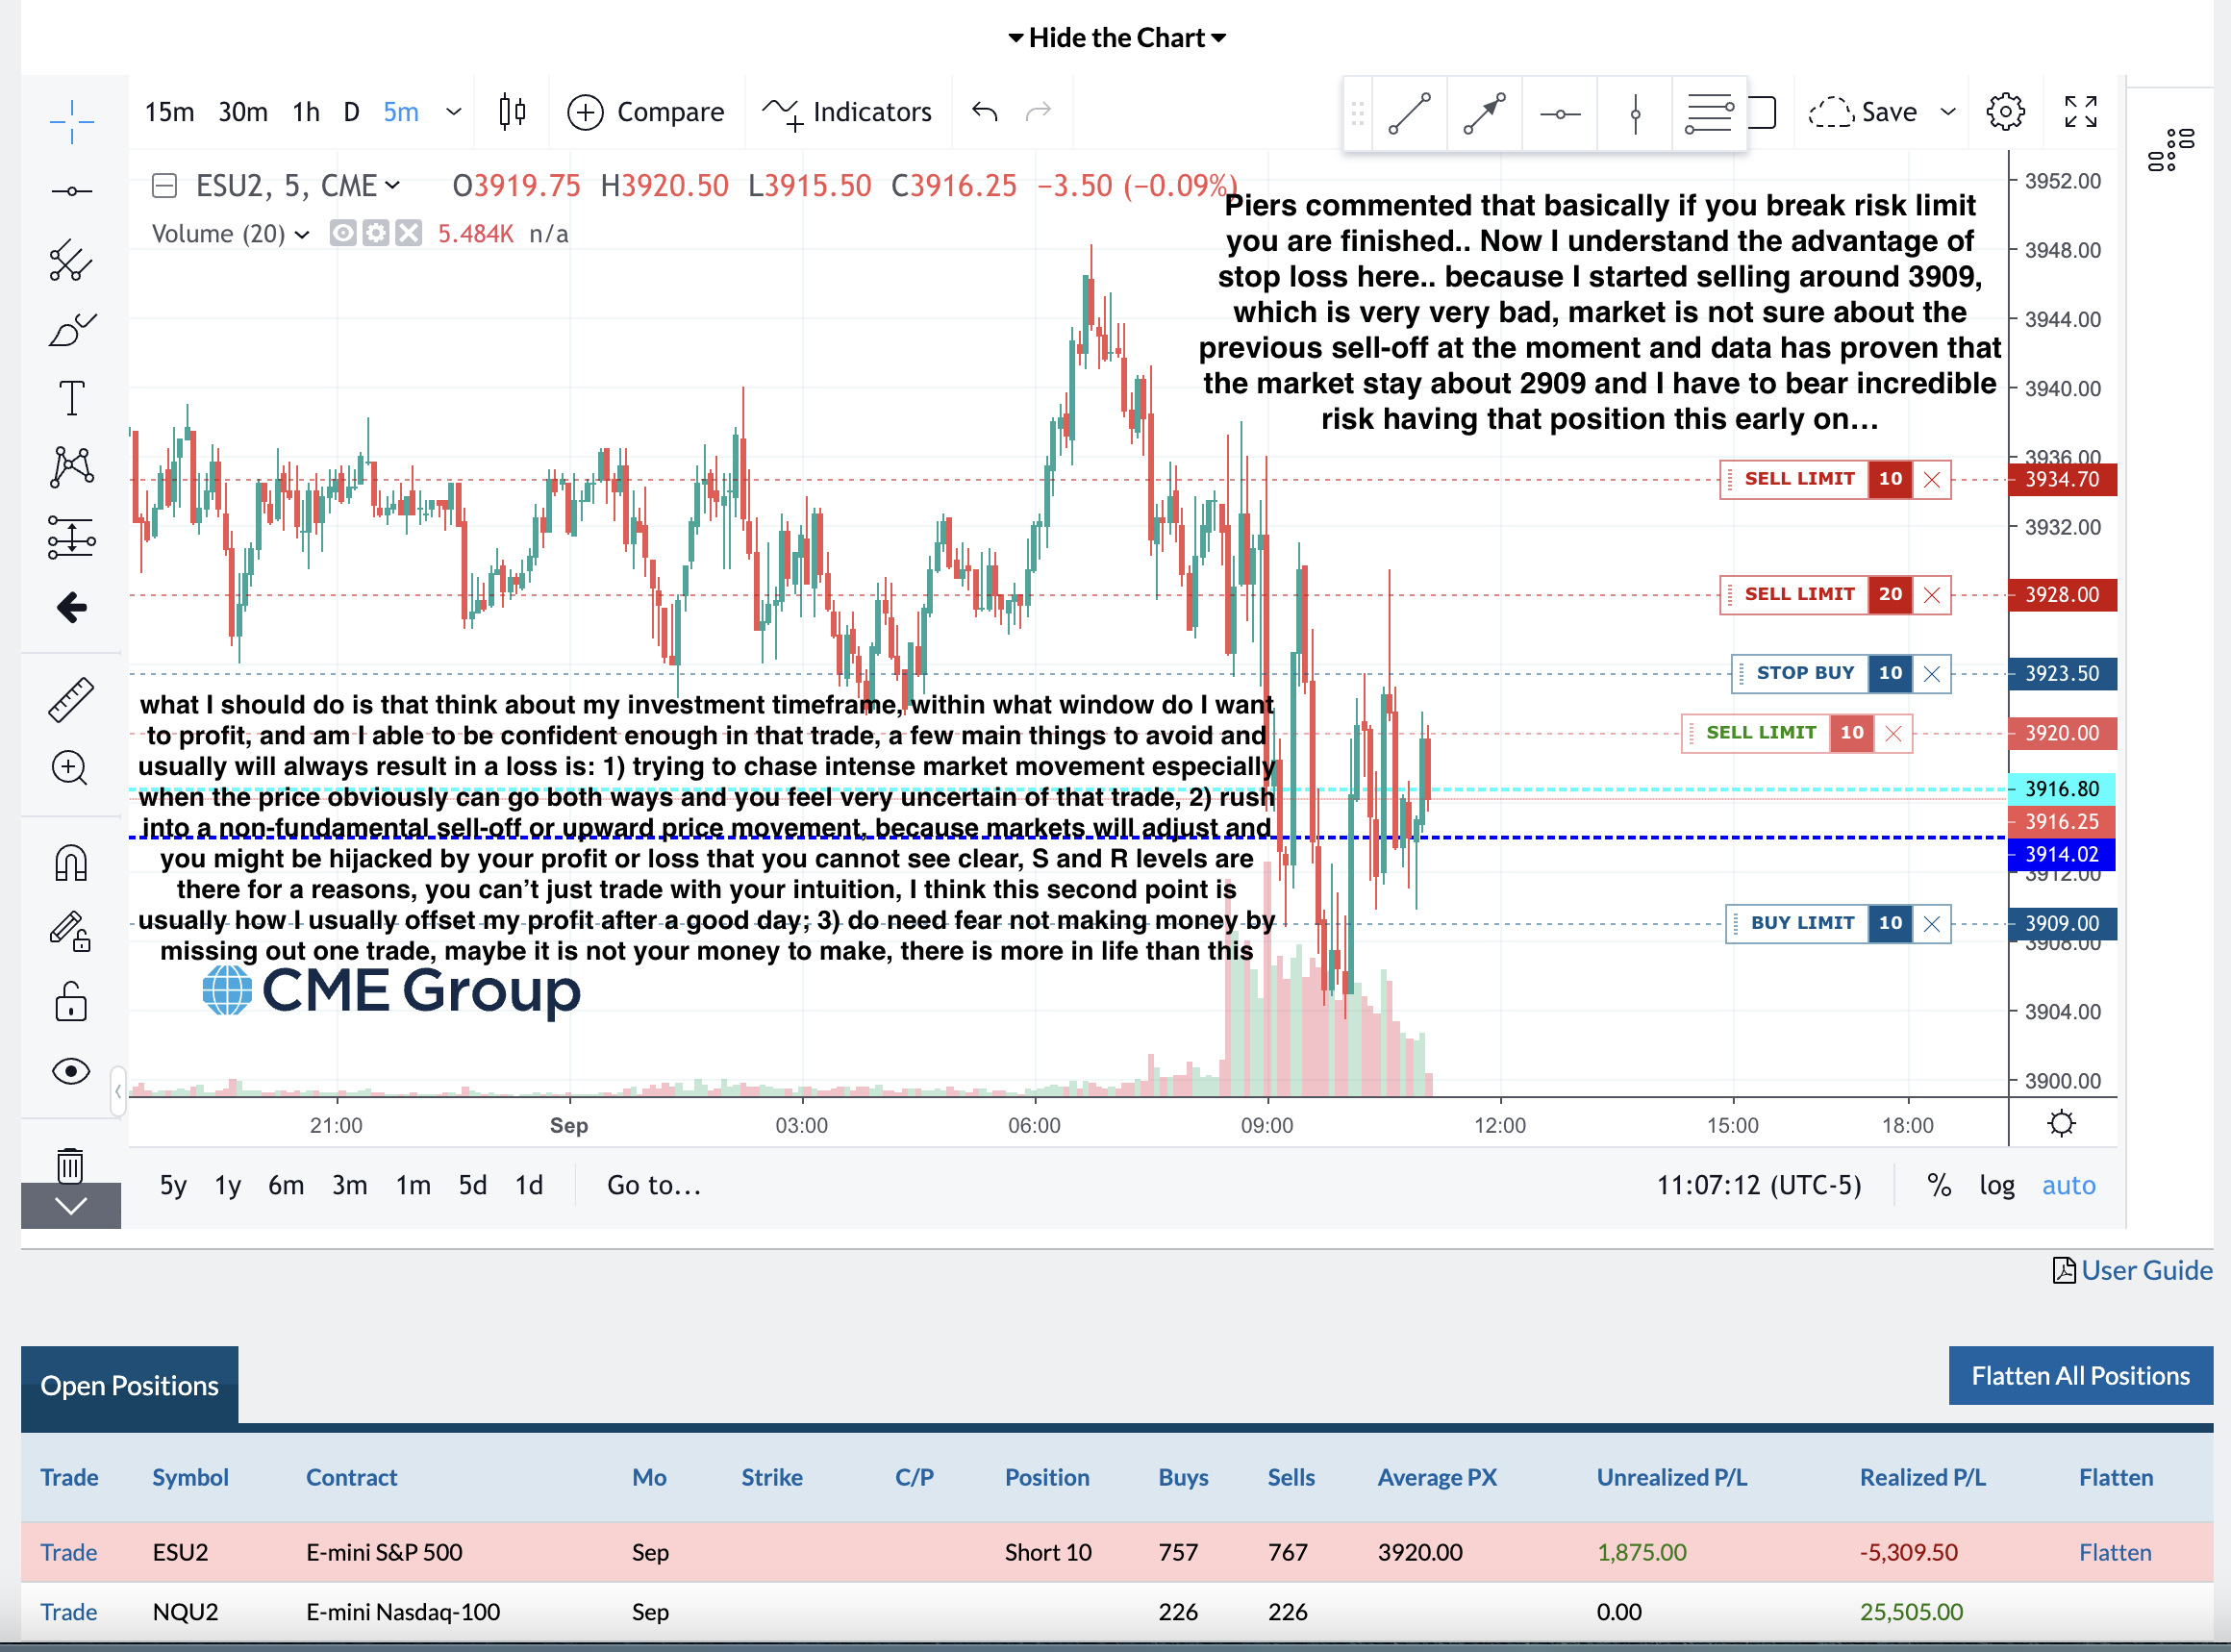 Hide the Chart
15m 30m 1h D 5m Compare Indicators Save
ESU2, 5, CME O3919.75 H3920.50 L3915.50 C3916.25 −3.50 (−0.09%)
Volume (20) 5.484K n/a
Piers commented that basically if you break risk limit
you are finished.. Now I understand the advantage of
stop loss here.. because I started selling around 3909,
which is very very bad, market is not sure about the
previous sell-off at the moment and data has proven that
the market stay about 2909 and I have to bear incredible
risk having that position this early on...
3952.00
3948.00
3944.00
3940.00
3936.00
SELL LIMIT 10 3934.70
3932.00
SELL LIMIT 20 3928.00
STOP BUY 10 3923.50
SELL LIMIT 10 3920.00
3916.80
3916.25
3914.02
3912.00
BUY LIMIT 10 3909.00
3908.00
3904.00
3900.00
what I should do is that think about my investment timeframe, within what window do I want
to profit, and am I able to be confident enough in that trade, a few main things to avoid and
usually will always result in a loss is: 1) trying to chase intense market movement especially
when the price obviously can go both ways and you feel very uncertain of that trade, 2) rush
into a non-fundamental sell-off or upward price movement, because markets will adjust and
you might be hijacked by your profit or loss that you cannot see clear, S and R levels are
there for a reasons, you can’t just trade with your intuition, I think this second point is
usually how I usually offset my profit after a good day; 3) do need fear not making money by
missing out one trade, maybe it is not your money to make, there is more in life than this
CME Group
21:00 Sep 03:00 06:00 09:00 12:00 15:00 18:00
5y 1y 6m 3m 1m 5d 1d Go to... 11:07:12 (UTC-5) % log auto
User Guide
Open Positions
Flatten All Positions
Trade Symbol Contract Mo Strike C/P Position Buys Sells Average PX Unrealized P/L Realized P/L Flatten
Trade ESU2 E-mini S&P 500 Sep Short 10 757 767 3920.00 1,875.00 -5,309.50 Flatten
Trade NQU2 E-mini Nasdaq-100 Sep 226 226 0.00 25,505.00